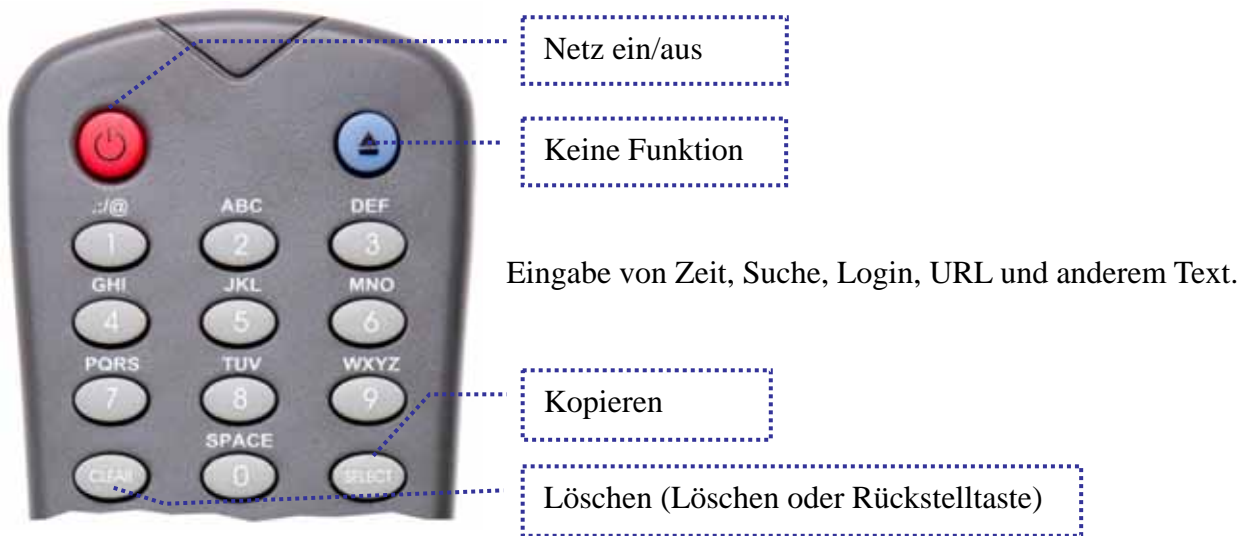 Netz ein/aus
Keine Funktion
.:/@ ABC DEF
1 2 3
Eingabe von Zeit, Suche, Login, URL und anderem Text.
GHI JKL MNO
4 5 6
PQRS TUV WXYZ
7 8 9
Kopieren
SPACE
CLEAR 0 SELECT
Löschen (Löschen oder Rückstelltaste)